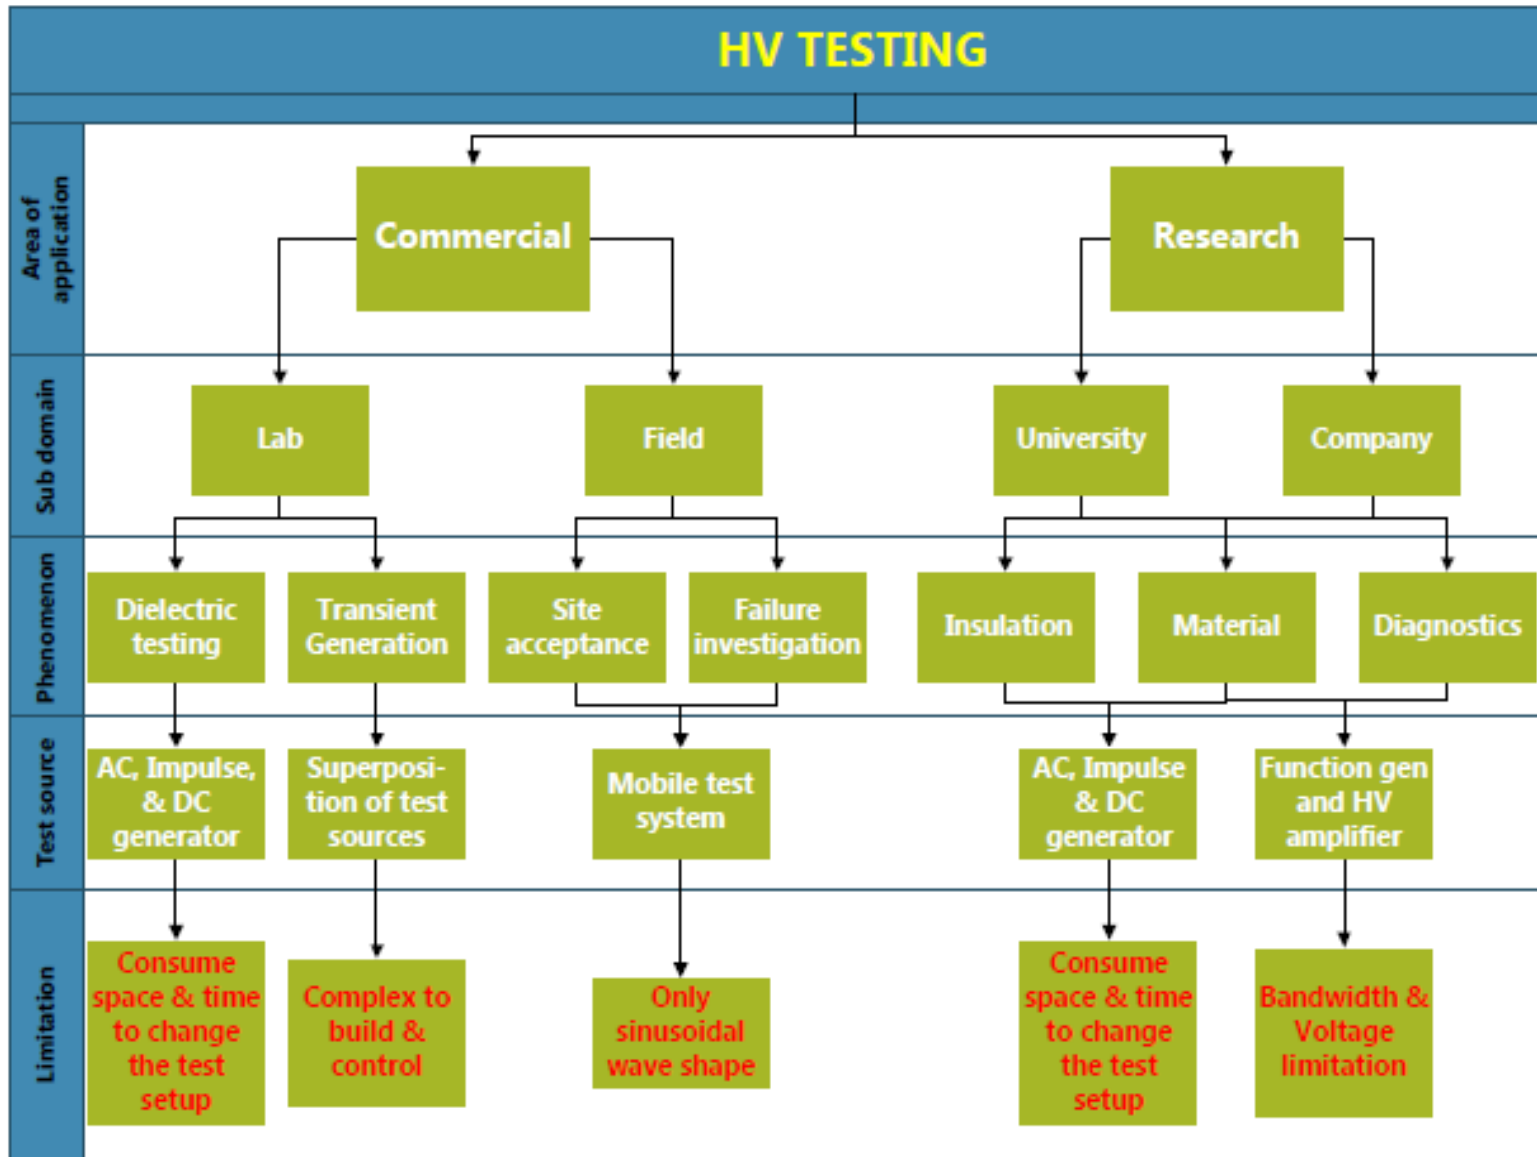 HV TESTING
Area of
application
Commercial
Research
Sub domain
Lab
Field
University
Company
Phenomenon
Dielectric
testing
Transient
Generation
Site
acceptance
Failure
investigation
Insulation
Material
Diagnostics
Test source
AC, Impulse,
& DC
generator
Superposi-
tion of test
sources
Mobile test
system
AC, Impulse
& DC
generator
Function gen
and HV
amplifier
Limitation
Consume
space & time
to change
the test
setup
Complex to
build &
control
Only
sinusoidal
wave shape
Consume
space & time
to change
the test
setup
Bandwidth &
Voltage
limitation